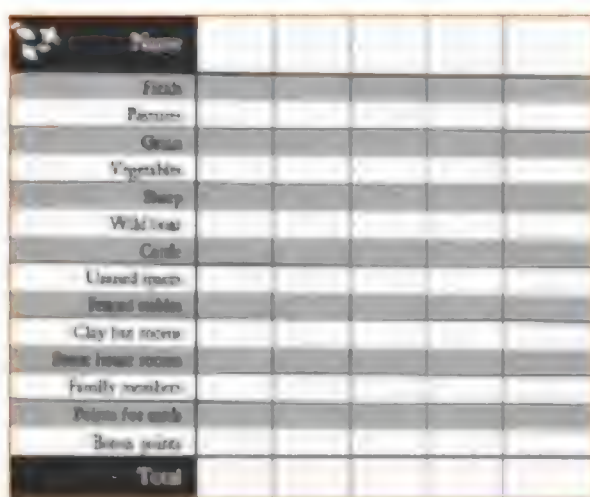 Name
Fields
Pastures
Grain
Vegetables
Sheep
Wild boar
Cattle
Unused spaces
Fenced stables
Clay hut rooms
Stone house rooms
Family members
Points for cards
Bonus points
Total